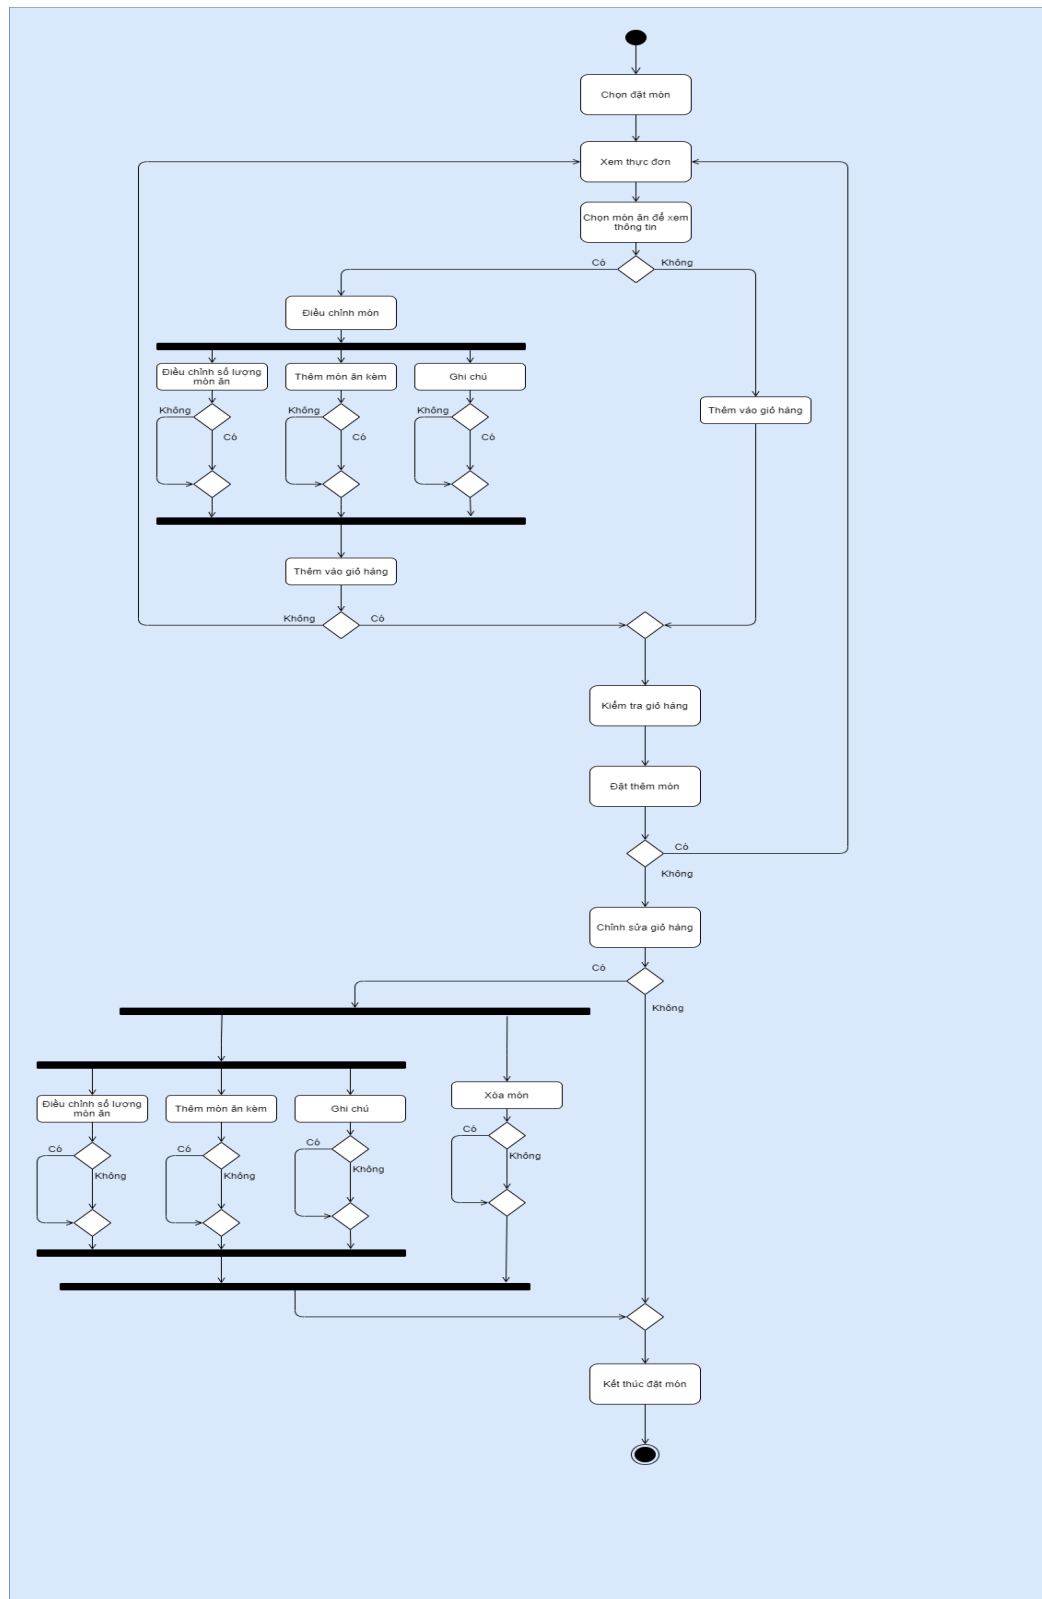 Chọn đặt món
Xem thực đơn
Chọn món ăn để xem
thông tin
Có
Không
Điều chỉnh món
Điều chỉnh số lượng
món ăn
Thêm món ăn kèm
Ghi chú
Không
Có
Không
Có
Không
Có
Thêm vào giỏ hàng
Thêm vào giỏ hàng
Không
Có
Kiểm tra giỏ hàng
Đặt thêm món
Có
Không
Chỉnh sửa giỏ hàng
Có
Không
Điều chỉnh số lượng
món ăn
Thêm món ăn kèm
Ghi chú
Xóa món
Có
Không
Có
Không
Có
Không
Có
Không
Kết thúc đặt món